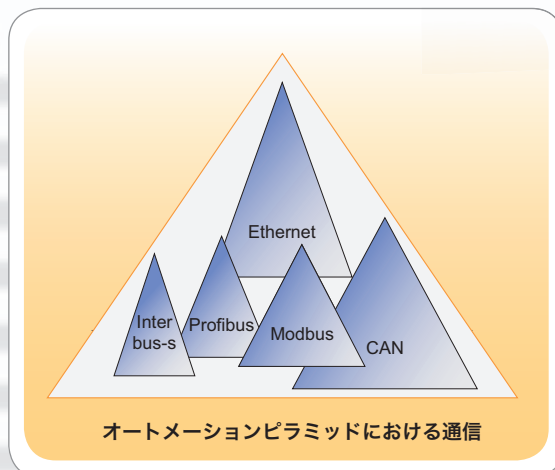 Ethernet
Inter
bus-s
Profibus
Modbus
CAN
オートメーションピラミッドにおける通信